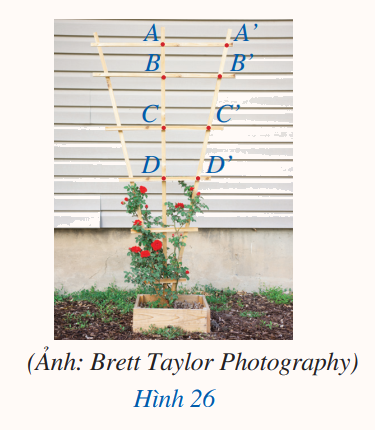 A A’
B B’
C C’
D D’
(Ảnh: Brett Taylor Photography)
Hình 26